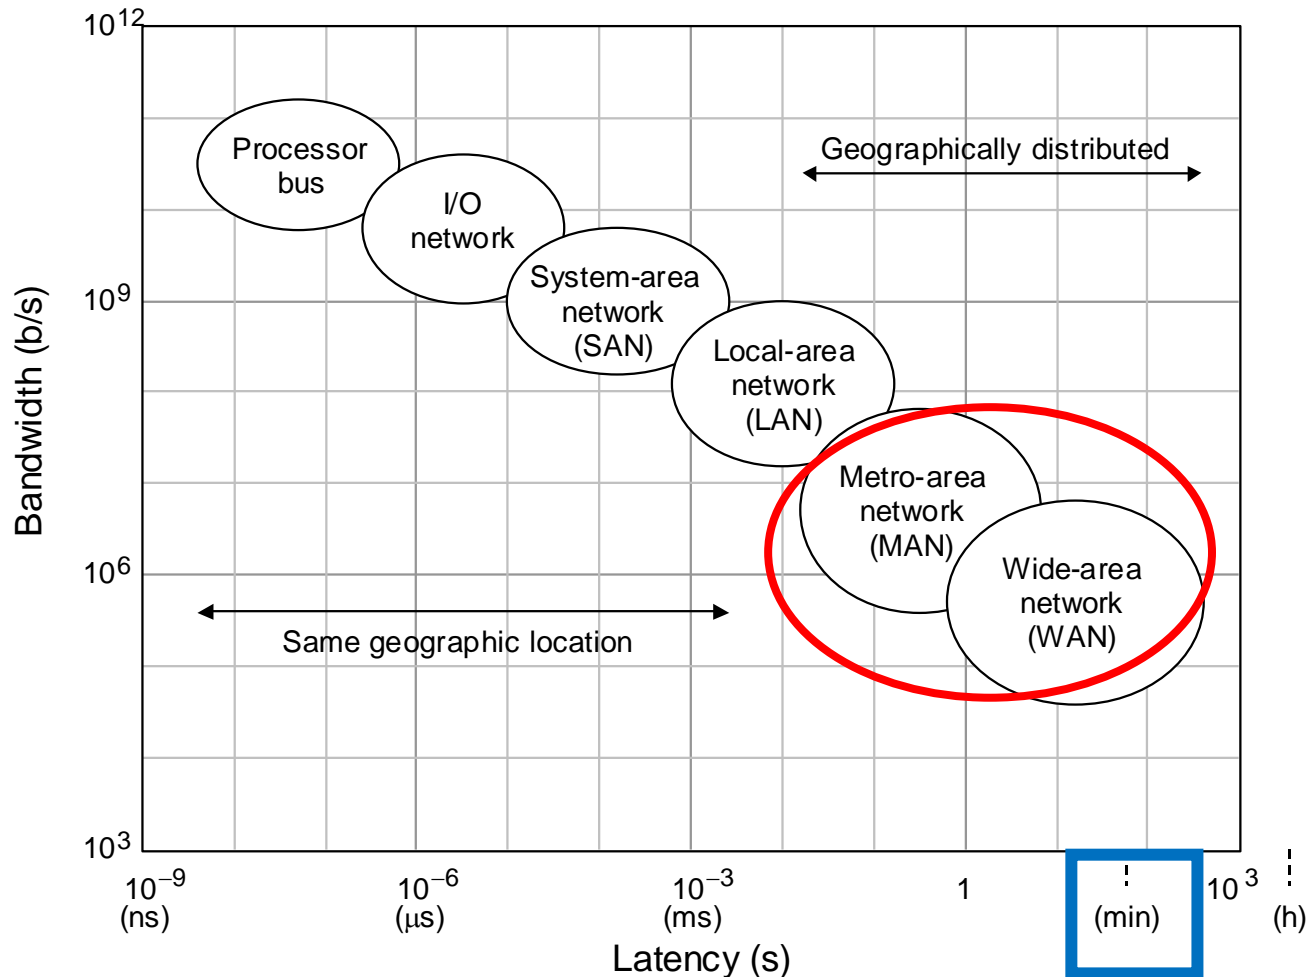 10¹²
Processor
bus
Geographically distributed
I/O
network
System-area
network
(SAN)
10⁹
Local-area
network
(LAN)
Bandwidth (b/s)
Metro-area
network
(MAN)
10⁶
Wide-area
network
(WAN)
Same geographic location
10³
10⁻⁹ 10⁻⁶ 10⁻³ 1 10³
(ns) (μs) (ms) (min) (h)
Latency (s)